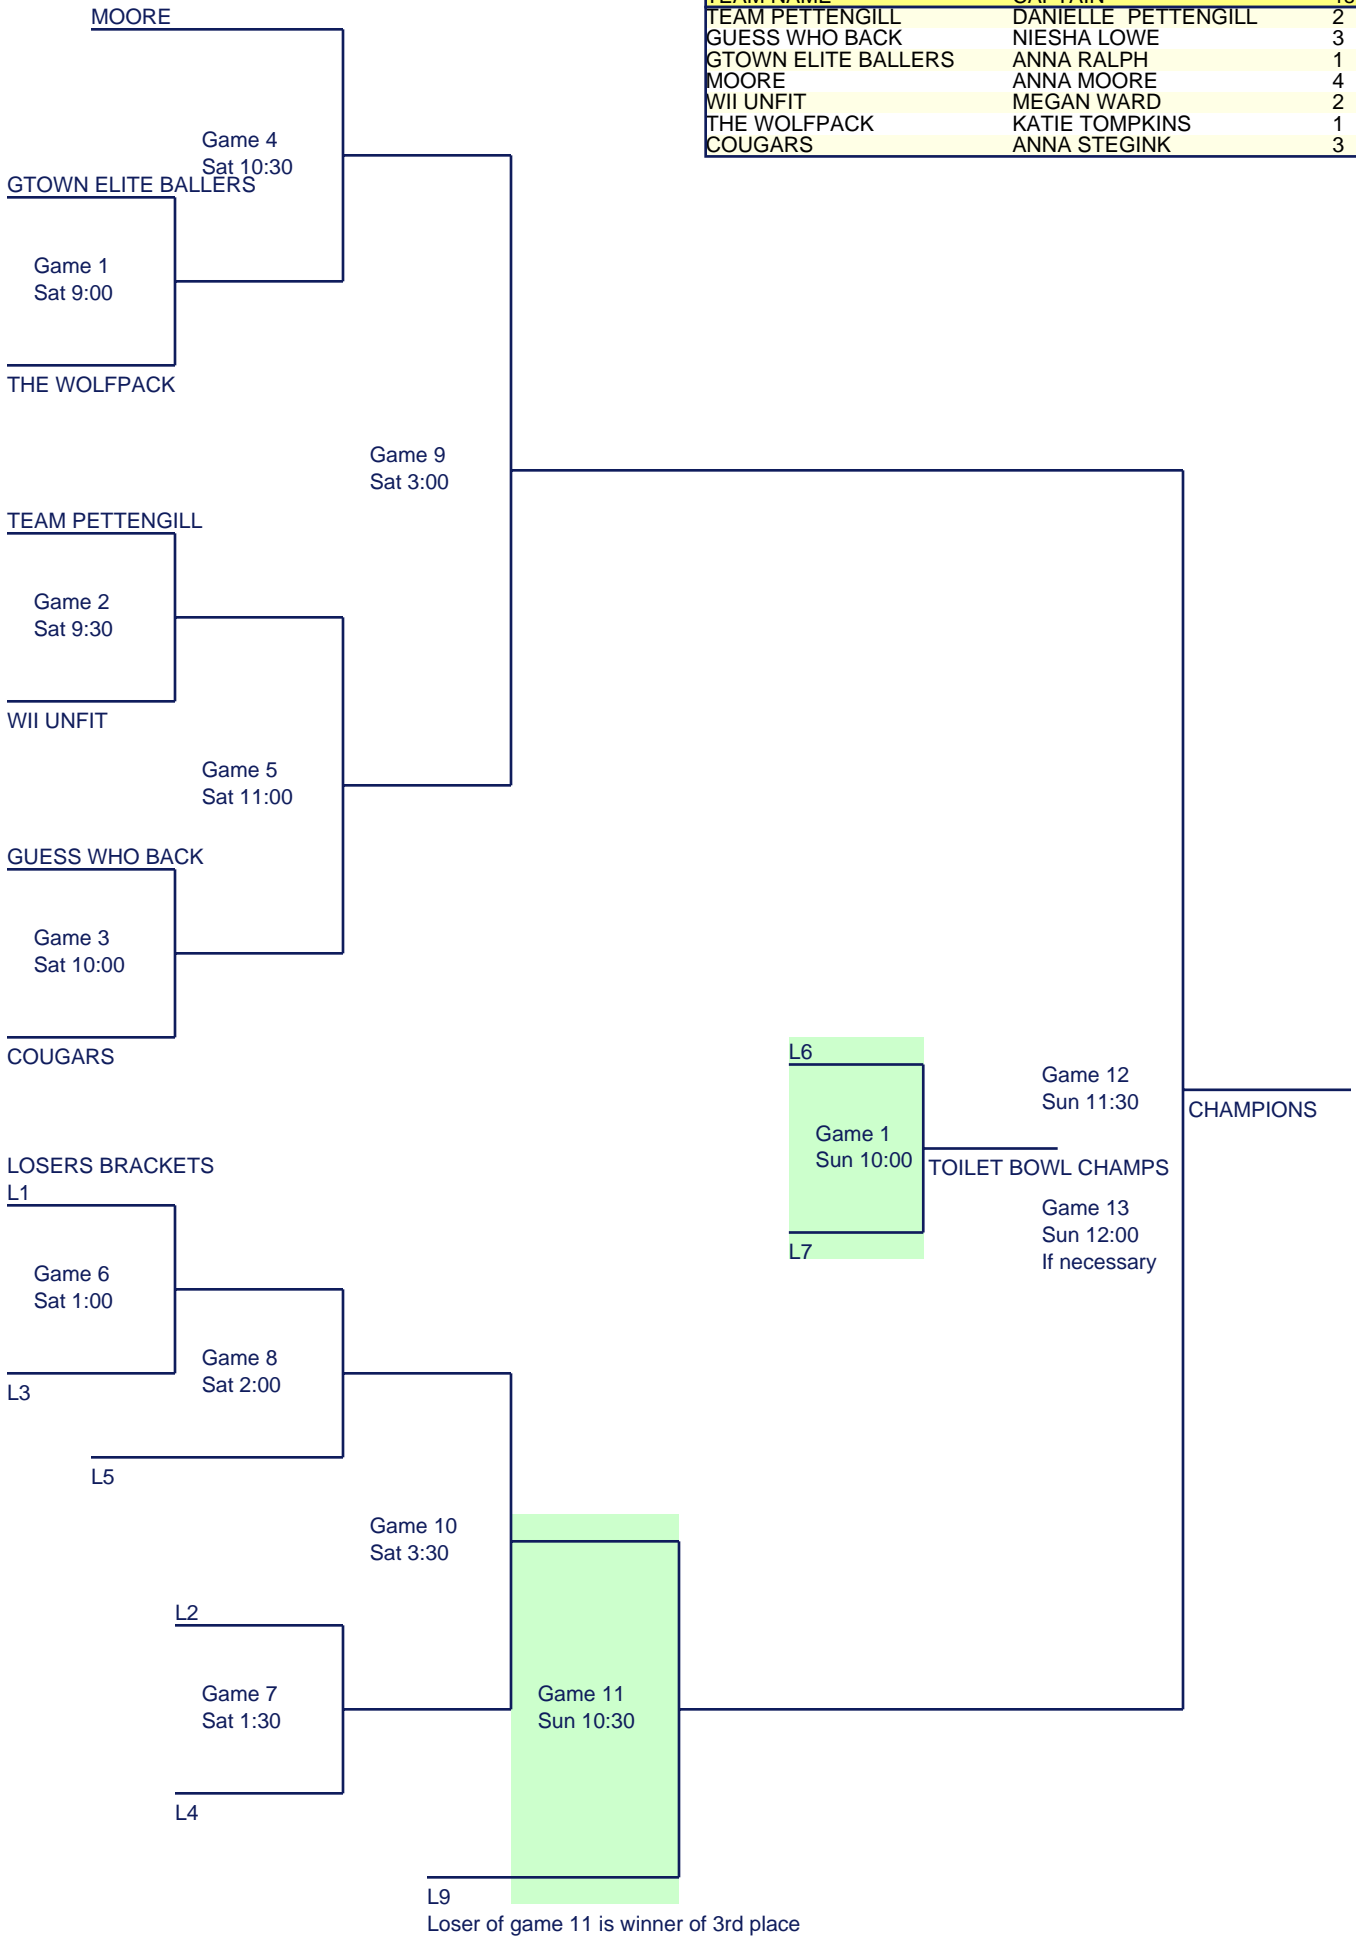 MOORE
TEAM NAME CAPTAIN
TEAM PETTENGILL DANIELLE  PETTENGILL 2
GUESS WHO BACK NIESHA LOWE 3
GTOWN ELITE BALLERS ANNA RALPH 1
MOORE ANNA MOORE 4
WII UNFIT MEGAN WARD 2
THE WOLFPACK KATIE TOMPKINS 1
COUGARS ANNA STEGINK 3
Game 4
Sat 10:30
GTOWN ELITE BALLERS
Game 1
Sat 9:00
THE WOLFPACK
Game 9
Sat 3:00
TEAM PETTENGILL
Game 2
Sat 9:30
WII UNFIT
Game 5
Sat 11:00
GUESS WHO BACK
Game 3
Sat 10:00
COUGARS
L6
Game 12
Sun 11:30
CHAMPIONS
Game 1
Sun 10:00
TOILET BOWL CHAMPS
Game 13
Sun 12:00
If necessary
L7
LOSERS BRACKETS
L1
Game 6
Sat 1:00
Game 8
Sat 2:00
L3
L5
Game 10
Sat 3:30
L2
Game 7
Sat 1:30
Game 11
Sun 10:30
L4
L9
Loser of game 11 is winner of 3rd place